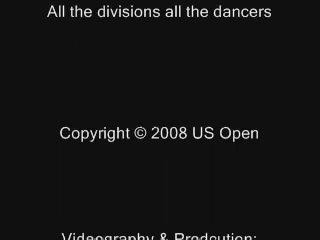 All the divisions all the dancers
Copyright © 2008 US Open
Videography & Prodcution: